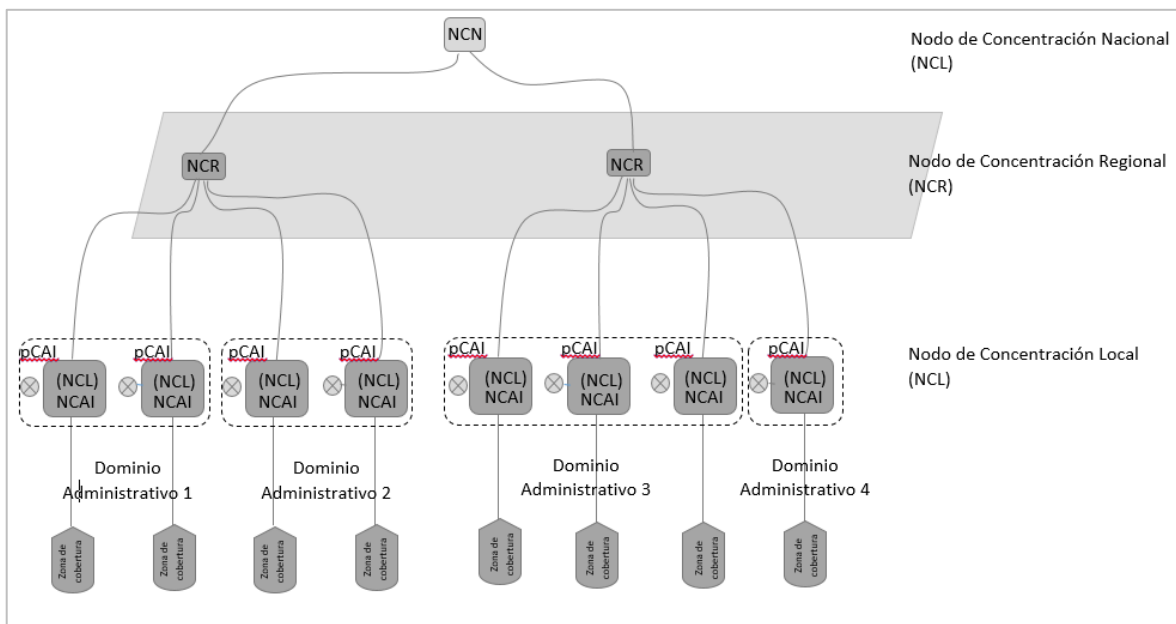 NCN
Nodo de Concentración Nacional
(NCL)
NCR
NCR
Nodo de Concentración Regional
(NCR)
pCAI
pCAI
pCAI
pCAI
pCAI
pCAI
pCAI
pCAI
Nodo de Concentración Local
(NCL)
(NCL)
NCAI
(NCL)
NCAI
(NCL)
NCAI
(NCL)
NCAI
(NCL)
NCAI
(NCL)
NCAI
(NCL)
NCAI
(NCL)
NCAI
Dominio
Administrativo 1
Dominio
Administrativo 2
Dominio
Administrativo 3
Dominio
Administrativo 4
Zona de
cobertura
Zona de
cobertura
Zona de
cobertura
Zona de
cobertura
Zona de
cobertura
Zona de
cobertura
Zona de
cobertura
Zona de
cobertura